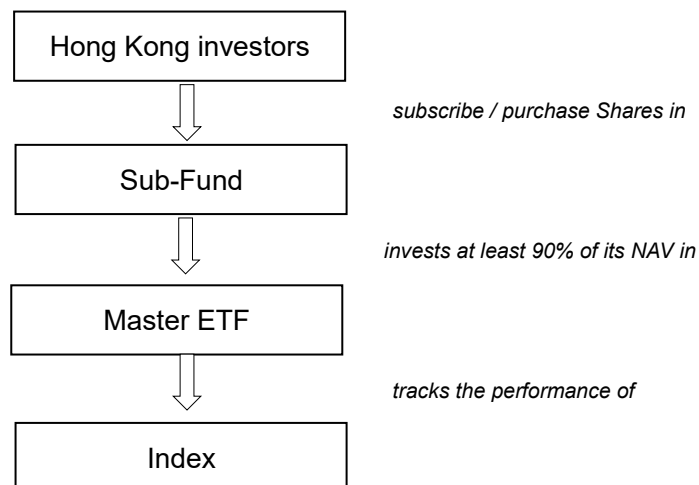 Hong Kong investors
subscribe / purchase Shares in
Sub-Fund
invests at least 90% of its NAV in
Master ETF
tracks the performance of
Index